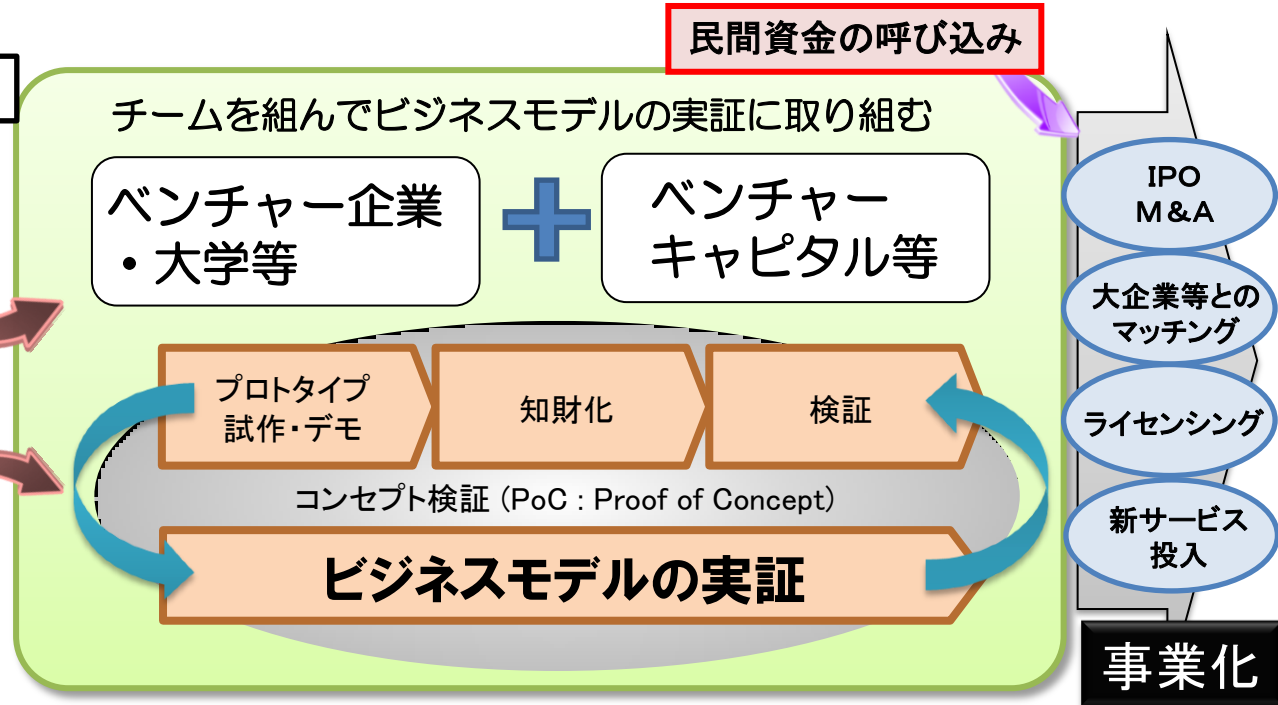 民間資金の呼び込み
チームを組んでビジネスモデルの実証に取り組む
ベンチャー企業
・大学等
ベンチャー
キャピタル等
プロトタイプ
試作・デモ
知財化
検証
コンセプト検証 (PoC : Proof of Concept)
ビジネスモデルの実証
IPO
M&A
大企業等との
マッチング
ライセンシング
新サービス
投入
事業化